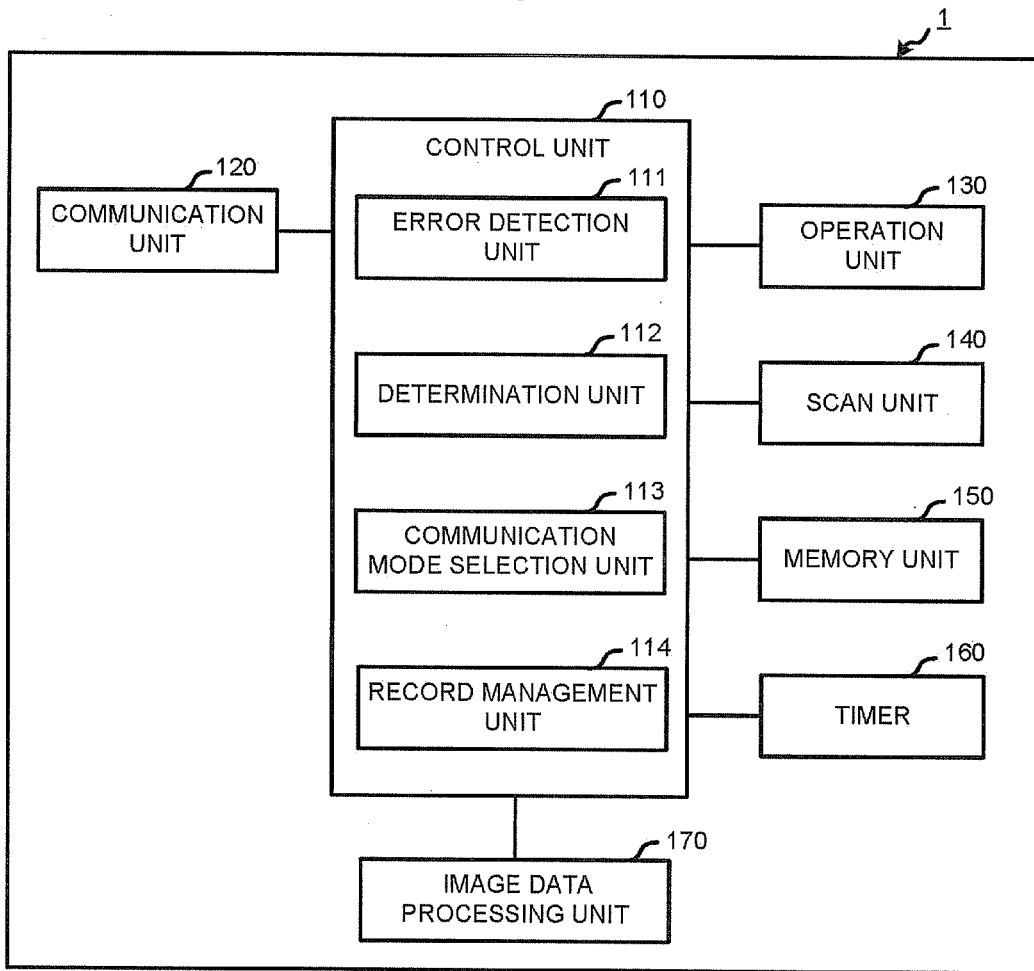 1
110
CONTROL UNIT
120
COMMUNICATION
UNIT
111
ERROR DETECTION
UNIT
130
OPERATION
UNIT
112
DETERMINATION UNIT
140
SCAN UNIT
113
COMMUNICATION
MODE SELECTION UNIT
150
MEMORY UNIT
114
RECORD MANAGEMENT
UNIT
160
TIMER
170
IMAGE DATA
PROCESSING UNIT